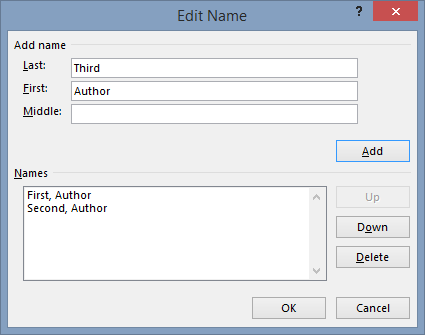 Edit Name
?
Add name
Last: Third
First: Author
Middle:
Add
Names
First, Author
Second, Author
Up
Down
Delete
OK Cancel